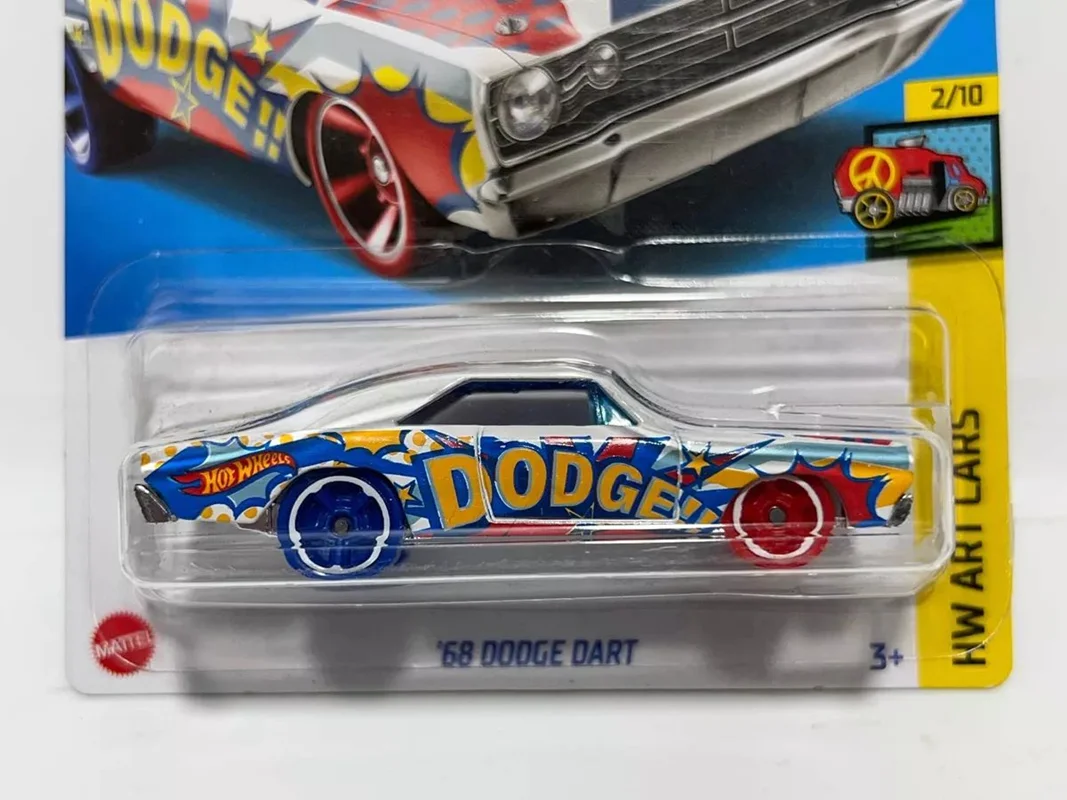 DODGE!!
2/10
HOT WHEELS
DODGE!!
HW ART CARS
MATTEL
'68 DODGE DART
3+